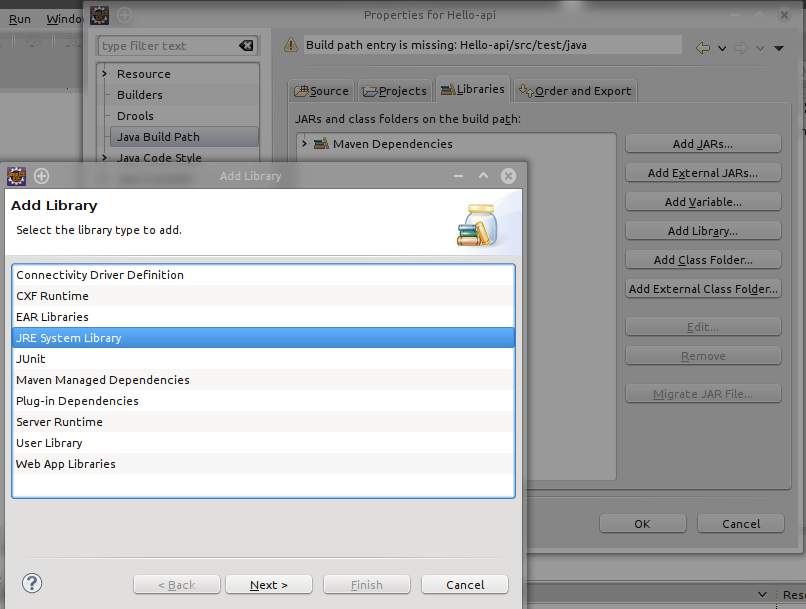 Run Window
Properties for Hello-api
type filter text
Build path entry is missing: Hello-api/src/test/java
Resource
Builders
Drools
Java Build Path
Java Code Style
Source Projects Libraries Order and Export
JARs and class folders on the build path:
Maven Dependencies
Add JARs...
Add External JARs...
Add Variable...
Add Library...
Add Class Folder...
Add External Class Folder...
Edit...
Remove
Migrate JAR File...
OK Cancel
Add Library
Add Library
Select the library type to add.
Connectivity Driver Definition
CXF Runtime
EAR Libraries
JRE System Library
JUnit
Maven Managed Dependencies
Plug-in Dependencies
Server Runtime
User Library
Web App Libraries
< Back Next > Finish Cancel